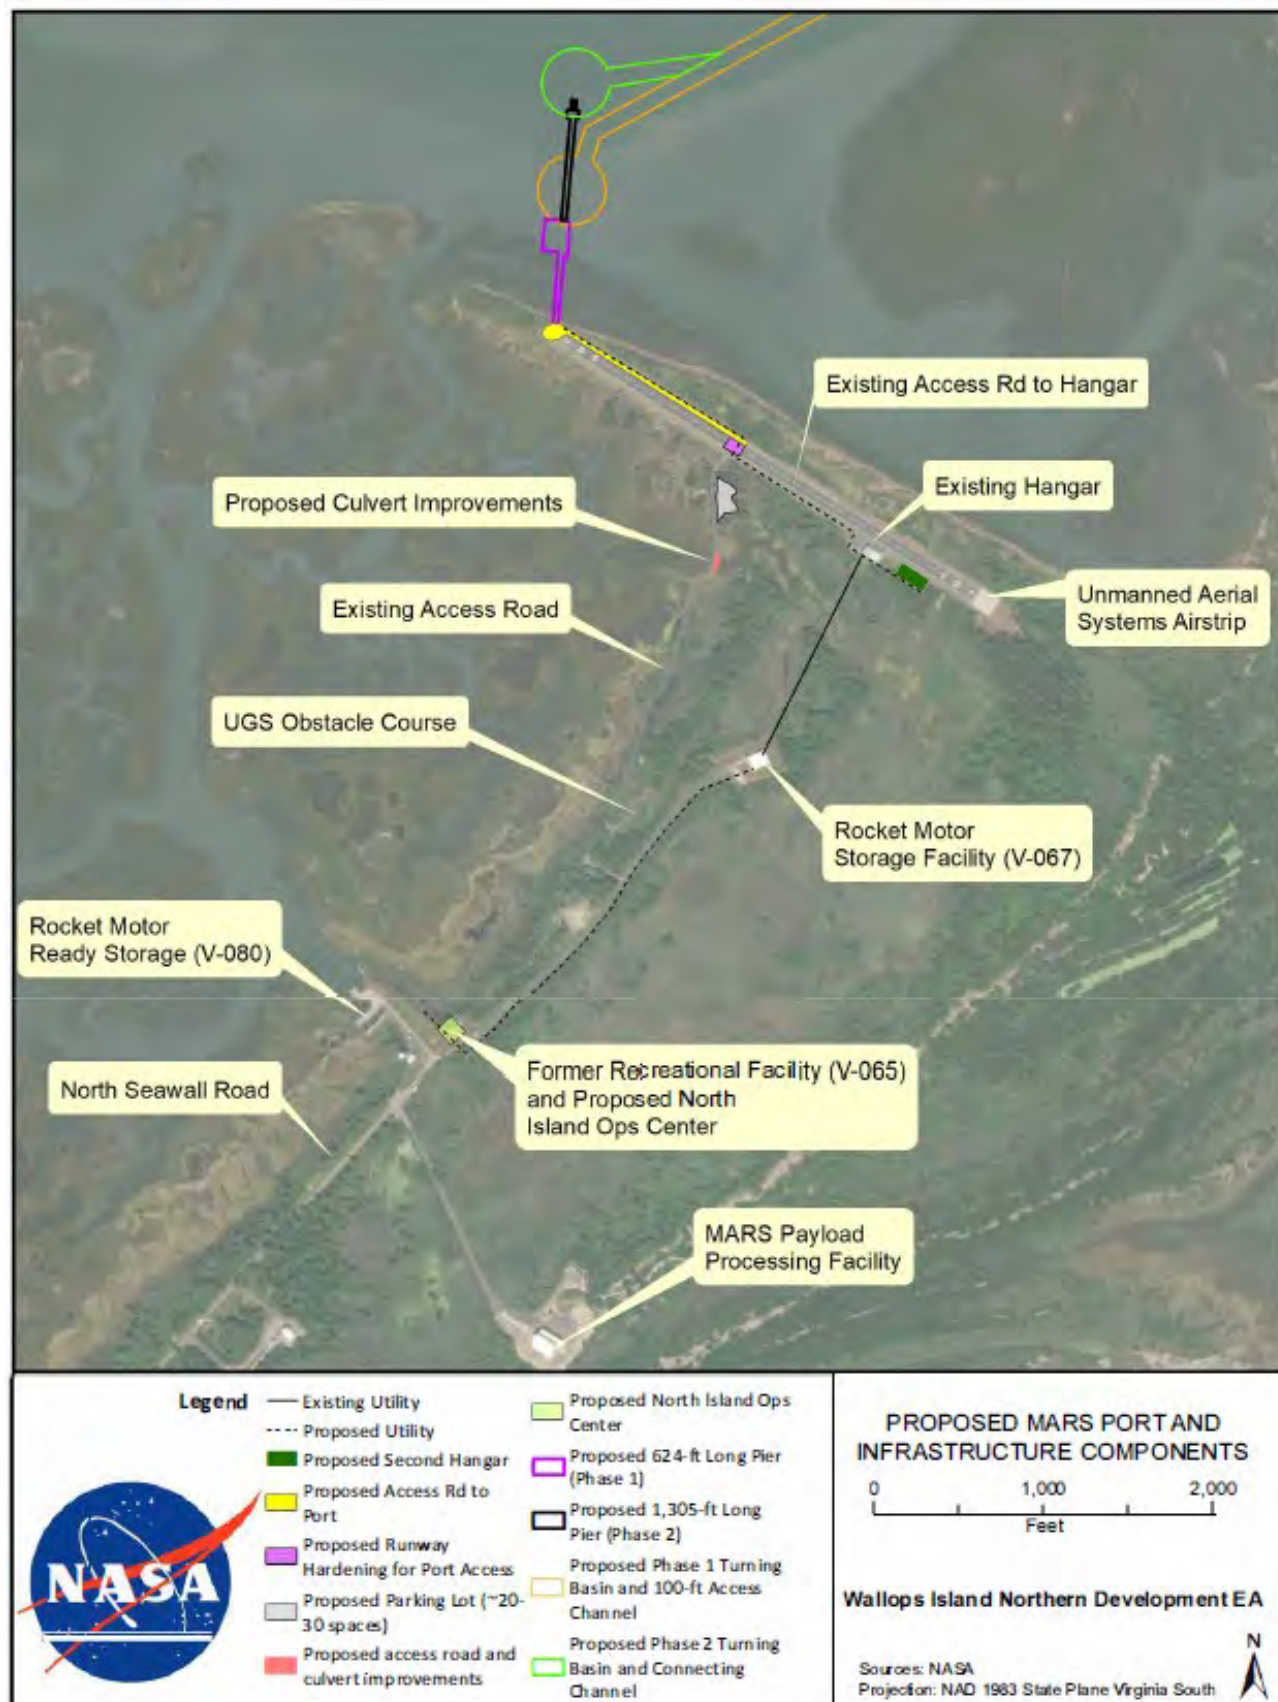 Existing Access Rd to Hangar
Existing Hangar
Proposed Culvert Improvements
Existing Access Road
Unmanned Aerial
Systems Airstrip
UGS Obstacle Course
Rocket Motor
Storage Facility (V-067)
Rocket Motor
Ready Storage (V-080)
North Seawall Road
Former Recreational Facility (V-065)
and Proposed North
Island Ops Center
MARS Payload
Processing Facility
Legend
Existing Utility
Proposed Utility
Proposed Second Hangar
Proposed Access Rd to
Port
Proposed Runway
Hardening for Port Access
Proposed Parking Lot (~20-
30 spaces)
Proposed access road and
culvert improvements
Proposed North Island Ops
Center
Proposed 624-ft Long Pier
(Phase 1)
Proposed 1,305-ft Long
Pier (Phase 2)
Proposed Phase 1 Turning
Basin and 100-ft Access
Channel
Proposed Phase 2 Turning
Basin and Connecting
Channel
NASA
PROPOSED MARS PORT AND
INFRASTRUCTURE COMPONENTS
0 1,000 2,000
Feet
Wallops Island Northern Development EA
N
Sources: NASA
Projection: NAD 1983 State Plane Virginia South